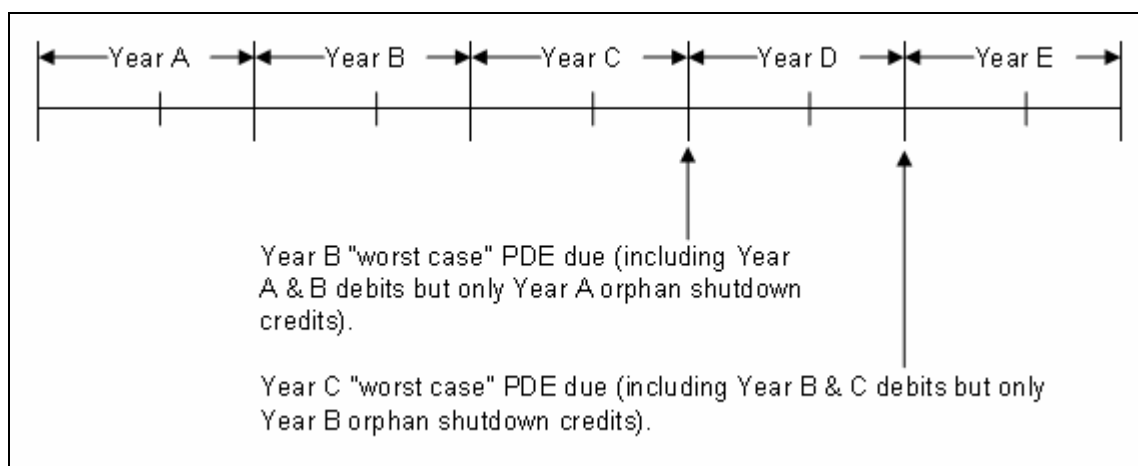 Year A Year B Year C Year D Year E
Year B "worst case" PDE due (including Year
A & B debits but only Year A orphan shutdown
credits).
Year C "worst case" PDE due (including Year B & C debits but only
Year B orphan shutdown credits).